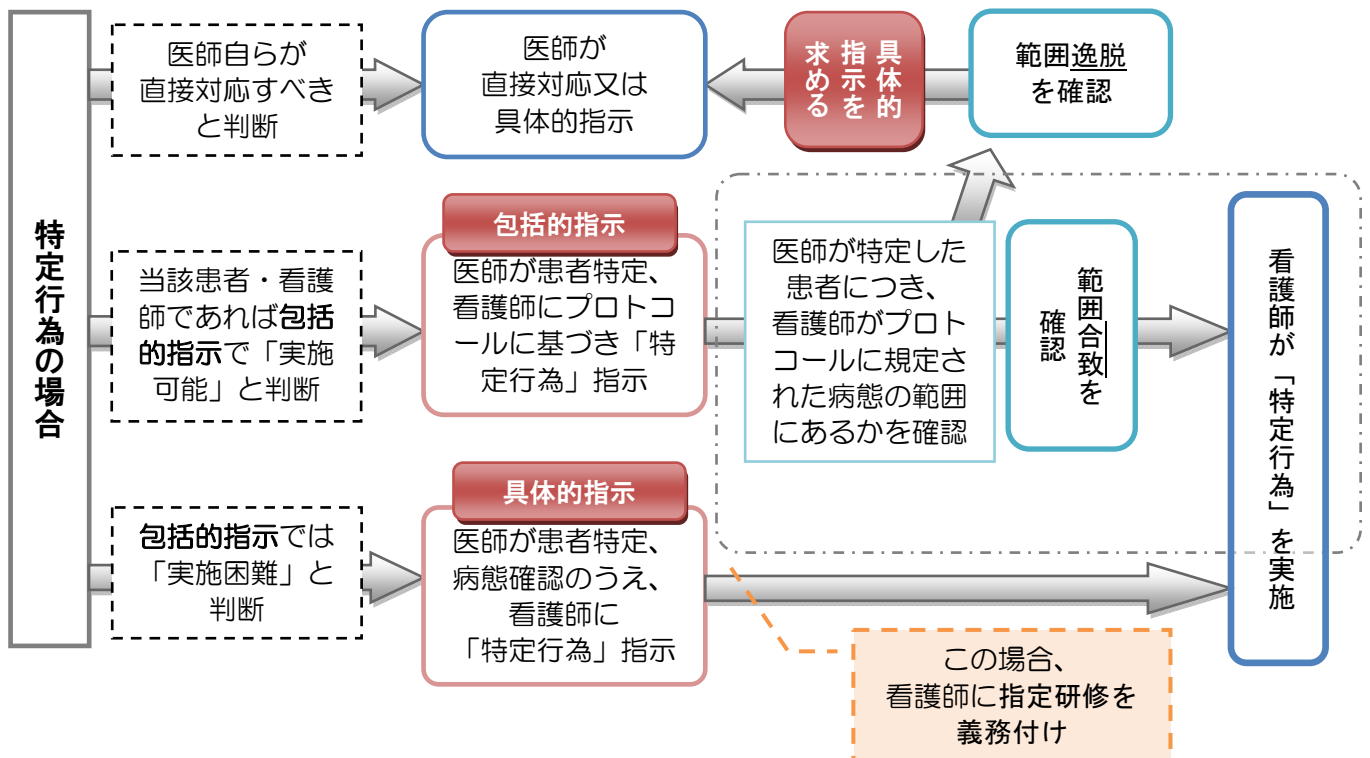 特定行為の場合
医師自らが
直接対応すべき
と判断
医師が
直接対応又は
具体的指示
具体的
指示を
求める
範囲逸脱
を確認
当該患者・看護
師であれば包括
的指示で「実施
可能」と判断
包括的指示
医師が患者特定、
看護師にプロトコ
ールに基づき「特
定行為」指示
医師が特定した
患者につき、
看護師がプロト
コールに規定さ
れた病態の範囲
にあるかを確認
範囲合致を
確認
看護師が「特定行為」を実施
包括的指示では
「実施困難」と
判断
具体的指示
医師が患者特定、
病態確認のうえ、
看護師に
「特定行為」指示
この場合、
看護師に指定研修を
義務付け